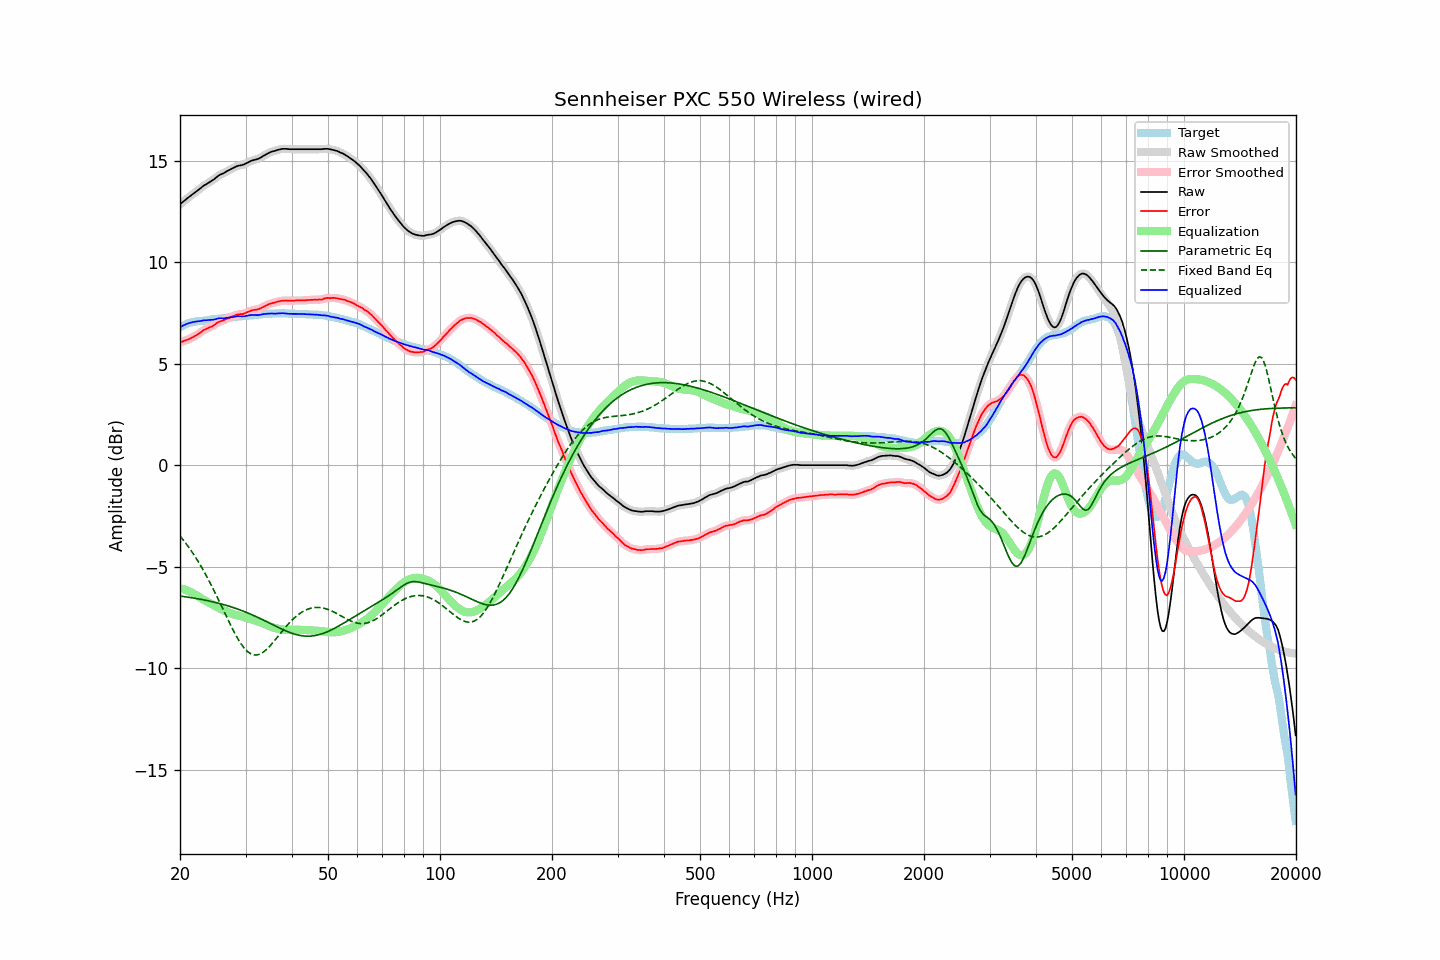 Sennheiser PXC 550 Wireless (wired)
Amplitude (dBr)
15
10
5
0
−5
−10
−15
20
50
100
200
500
1000
2000
5000
10000
20000
Frequency (Hz)
Target
Raw Smoothed
Error Smoothed
Raw
Error
Equalization
Parametric Eq
Fixed Band Eq
Equalized